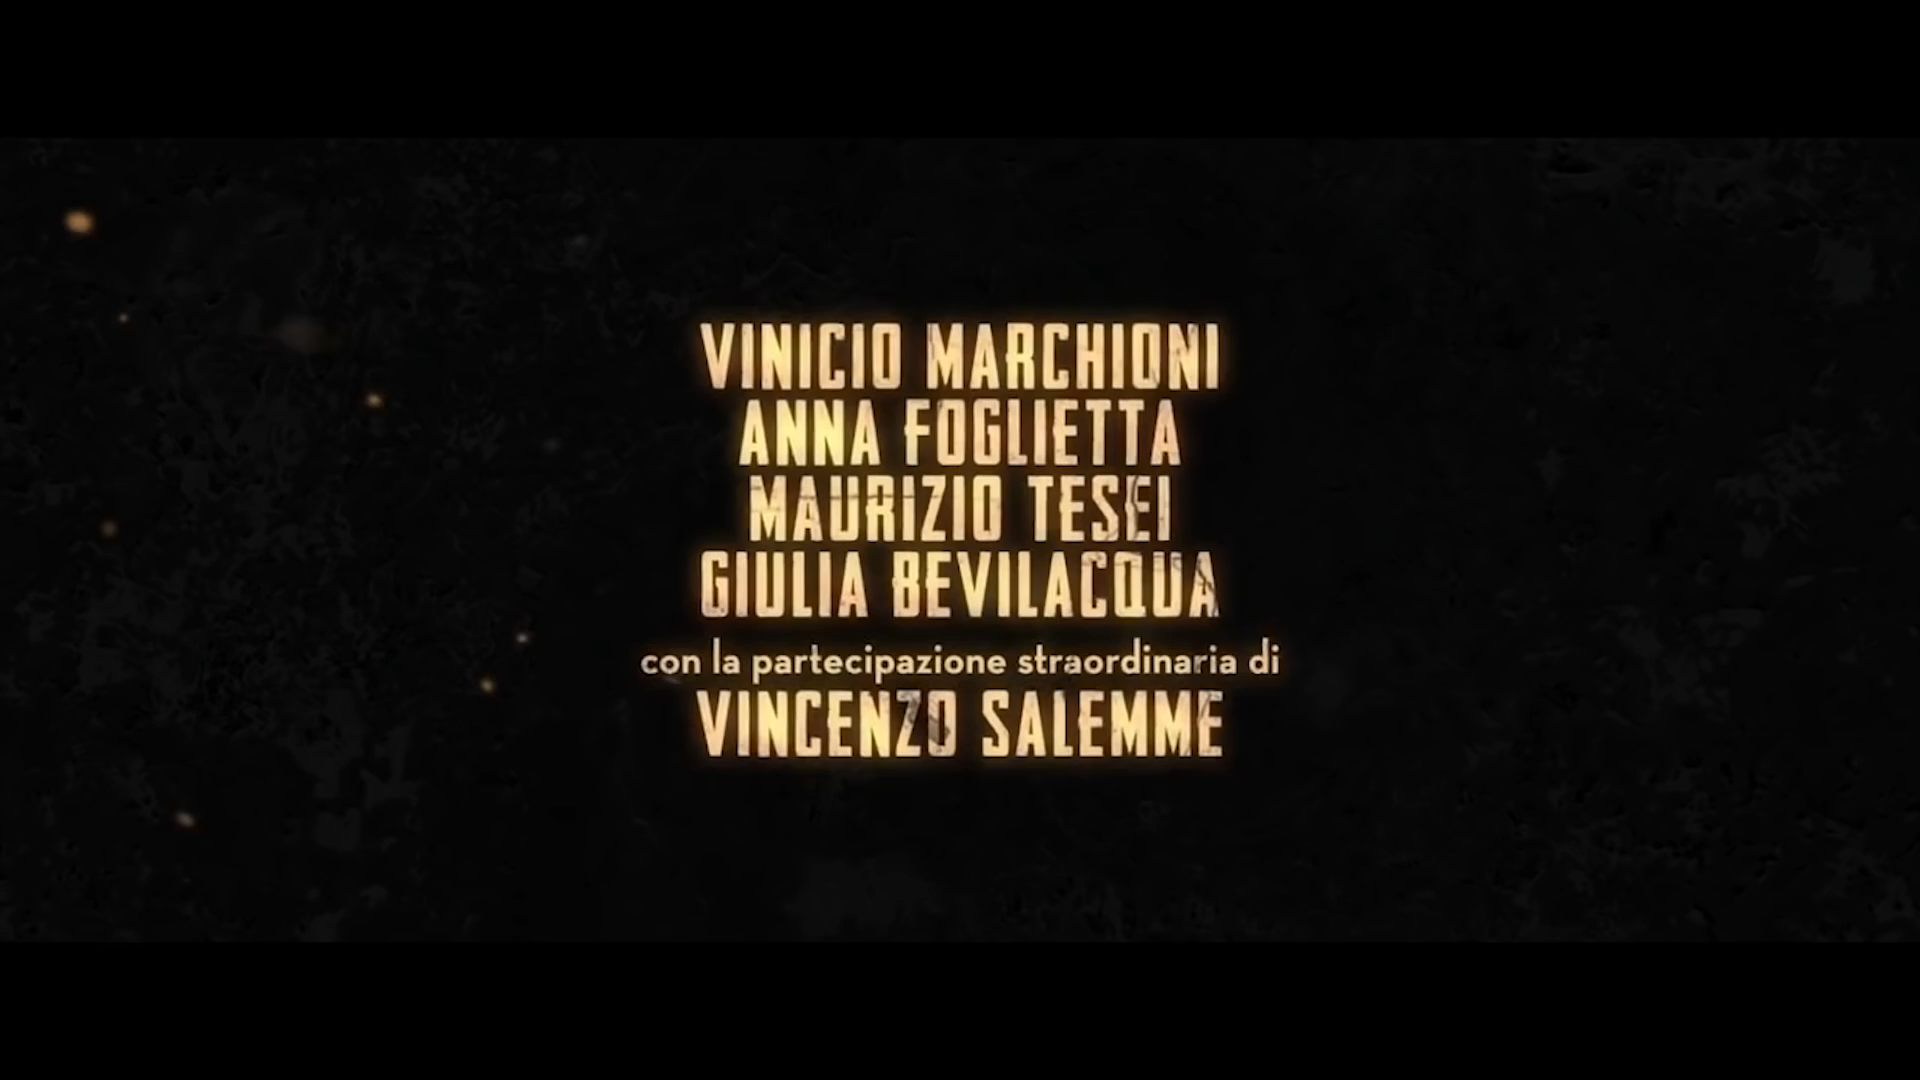 VINICIO MARCHIONI
ANNA FOGLIETTA
MAURIZIO TESEI
GIULIA BEVILACQUA
con la partecipazione straordinaria di
VINCENZO SALEMME